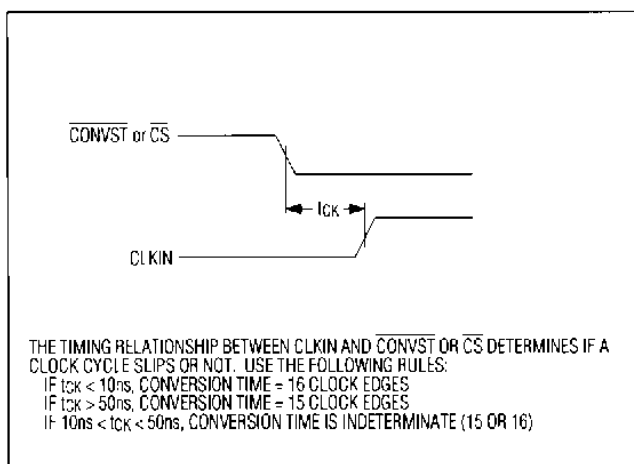 CONVST or CS
tCK
CLKIN
THE TIMING RELATIONSHIP BETWEEN CLKIN AND CONVST OR CS DETERMINES IF A
CLOCK CYCLE SLIPS OR NOT. USE THE FOLLOWING RULES:
IF tCK < 10ns, CONVERSION TIME = 16 CLOCK EDGES
IF tCK > 50ns, CONVERSION TIME = 15 CLOCK EDGES
IF 10ns < tCK < 50ns, CONVERSION TIME IS INDETERMINATE (15 OR 16)